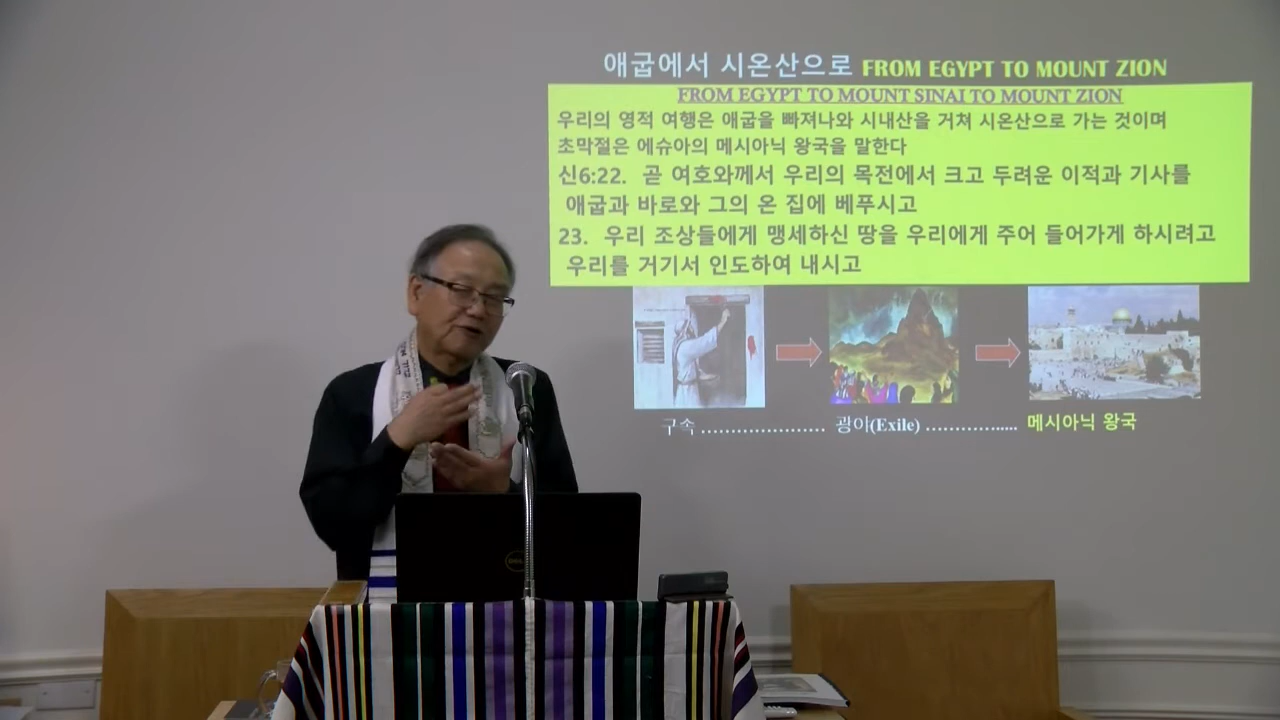 애굽에서 시온산으로 FROM EGYPT TO MOUNT ZION
FROM EGYPT TO MOUNT SINAI TO MOUNT ZION
우리의 영적 여행은 애굽을 빠져나와 시내산을 거쳐 시온산으로 가는 것이며
초막절은 에슈아의 메시아닉 왕국을 말한다
신6:22. 곧 여호와께서 우리의 목전에서 크고 두려운 이적과 기사를
애굽과 바로와 그의 온 집에 베푸시고
23. 우리 조상들에게 맹세하신 땅을 우리에게 주어 들어가게 하시려고
우리를 거기서 인도하여 내시고
구속 ..................... 광야(Exile) ................ 메시아닉 왕국
DELL